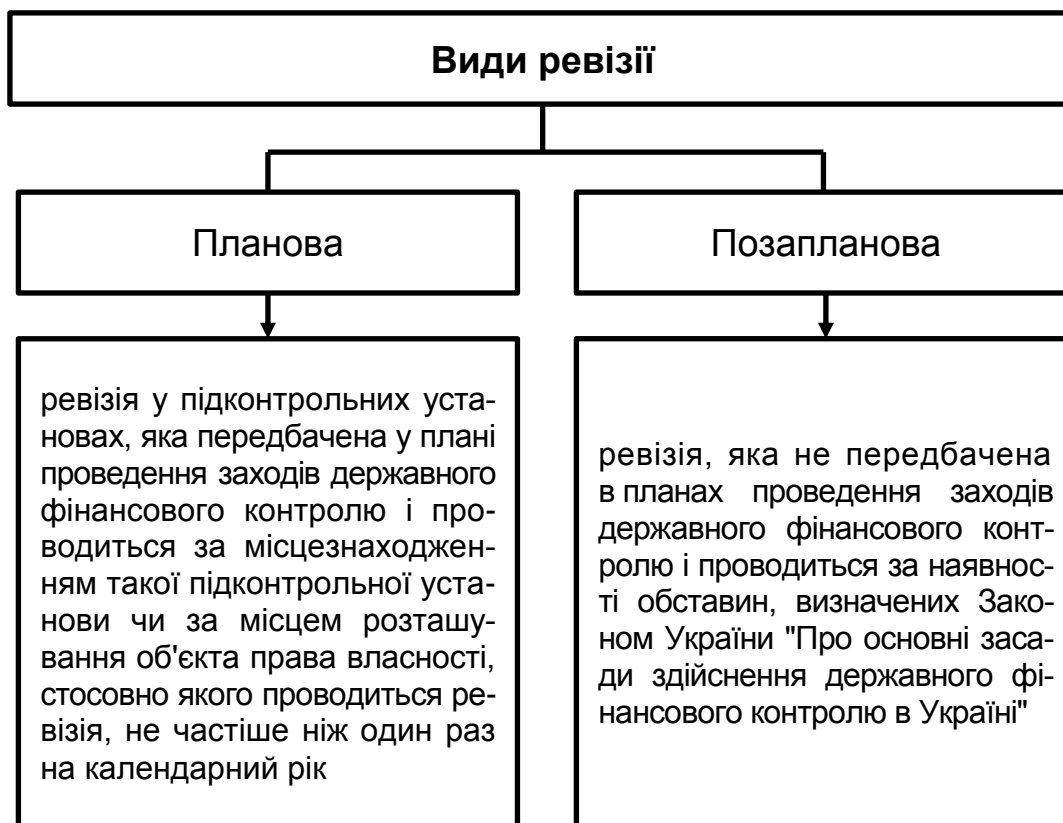 Види ревізії
Планова
Позапланова
ревізія у підконтрольних уста-
новах, яка передбачена у плані
проведення заходів державного
фінансового контролю і про-
водиться за місцезнаходжен-
ням такої підконтрольної уста-
нови чи за місцем розташу-
вання об'єкта права власності,
стосовно якого проводиться ре-
візія, не частіше ніж один раз
на календарний рік
ревізія, яка не передбачена
в планах проведення заходів
державного фінансового конт-
ролю і проводиться за наявнос-
ті обставин, визначених Зако-
ном України "Про основні заса-
ди здійснення державного фі-
нансового контролю в Україні"